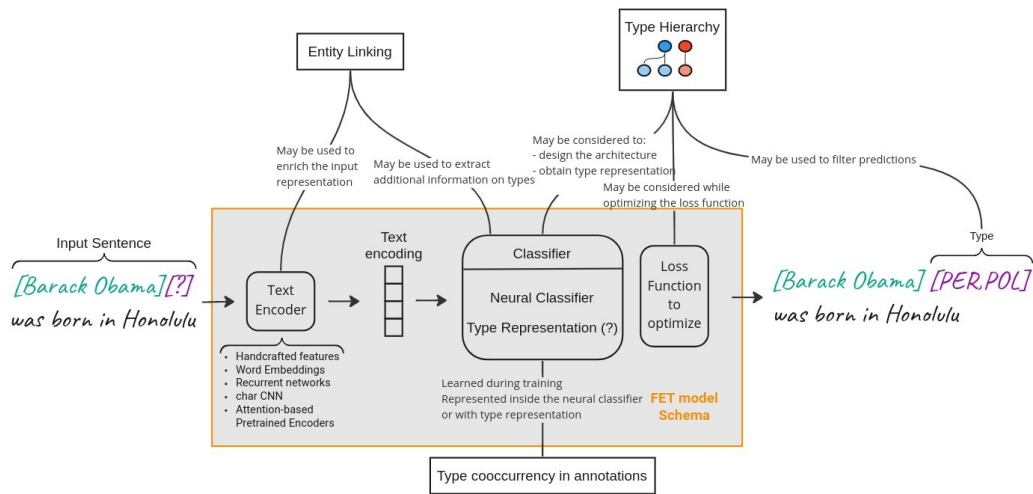 Type Hierarchy
Entity Linking
May be used to
enrich the input
representation
May be used to extract
additional information on types
May be considered to:
- design the architecture
- obtain type representation
May be considered while
optimizing the loss function
May be used to filter predictions
Input Sentence
[Barack Obama][?]
was born in Honolulu
Text
Encoder
• Handcrafted features
• Word Embeddings
• Recurrent networks
• char CNN
• Attention-based
Pretrained Encoders
Text
encoding
Classifier
Neural Classifier
Type Representation (?)
Loss
Function
to
optimize
Learned during training
Represented inside the neural classifier
or with type representation
FET model
Schema
Type
[Barack Obama] [PER.POL]
was born in Honolulu
Type cooccurrency in annotations